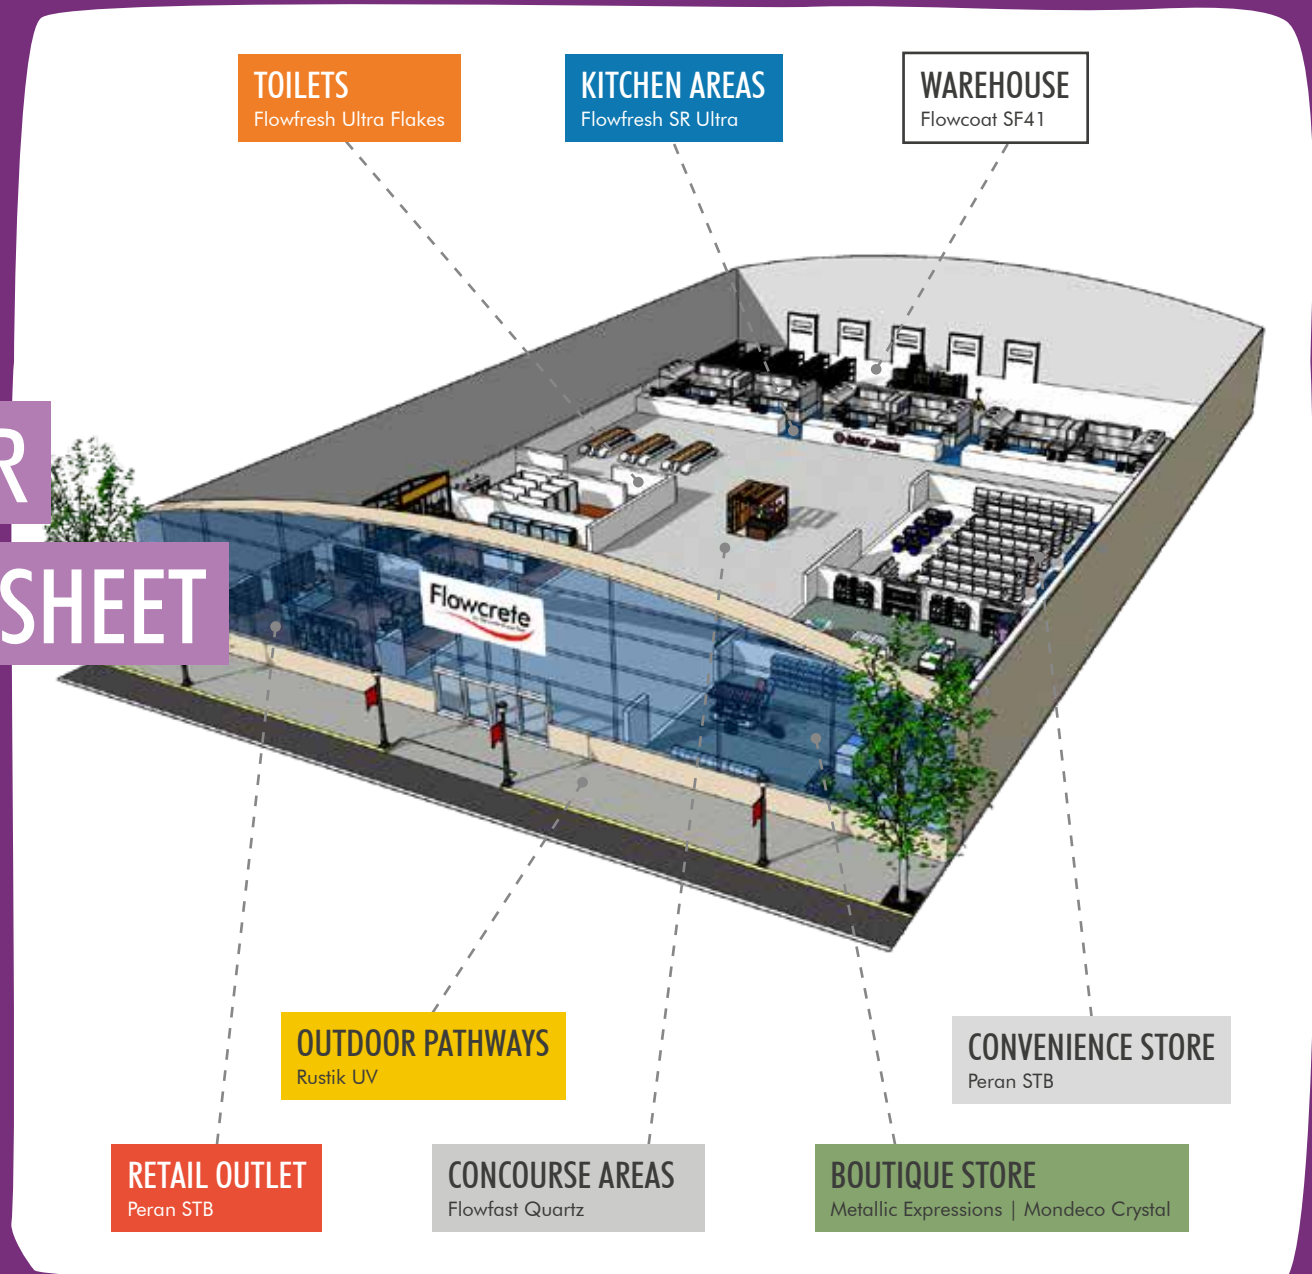 TOILETS
Flowfresh Ultra Flakes
KITCHEN AREAS
Flowfresh SR Ultra
WAREHOUSE
Flowcoat SF41
R
SHEET
Flowcrete
OUTDOOR PATHWAYS
Rustik UV
CONVENIENCE STORE
Peran STB
RETAIL OUTLET
Peran STB
CONCOURSE AREAS
Flowfast Quartz
BOUTIQUE STORE
Metallic Expressions | Mondeco Crystal